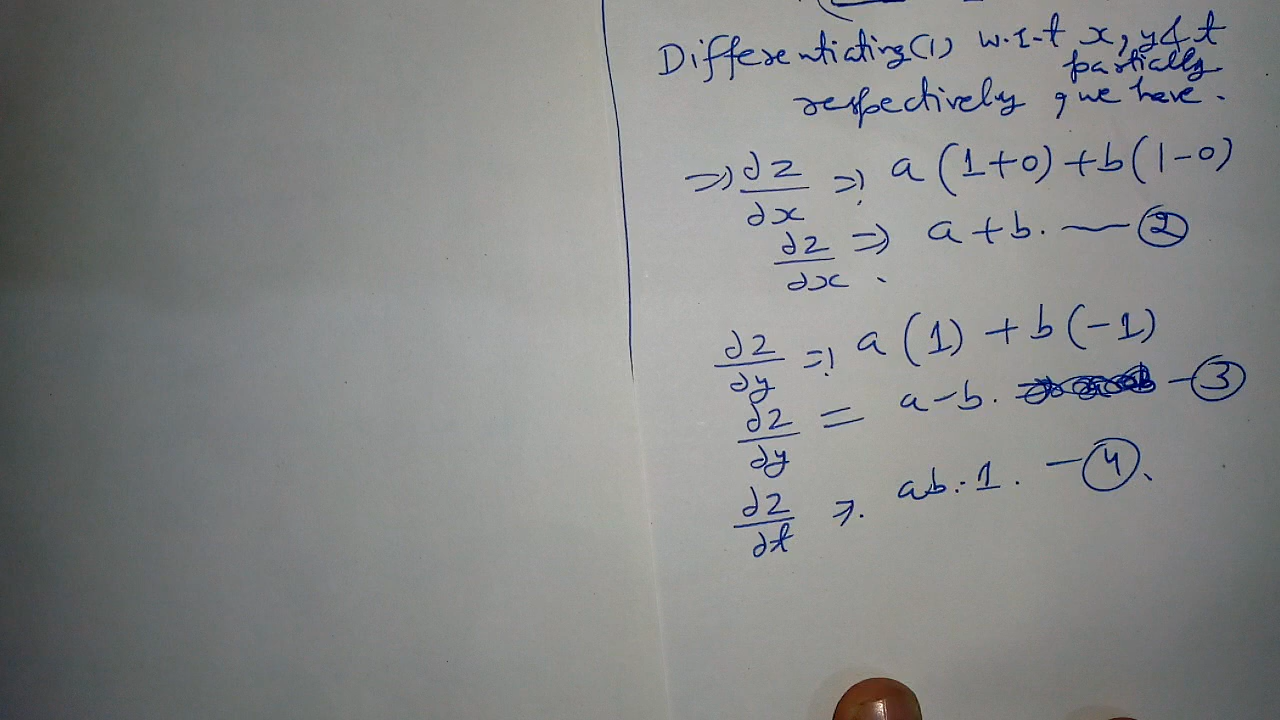 Differentiating (1) w.r.t x, y & t
partially
respectively, we have.
⇒ ∂z/∂x ⇒ a (1+0) + b(1-0)
∂z/∂x ⇒ a+b. — ②
∂z/∂y ⇒ a (1) + b (-1)
∂z/∂y = a-b. — ③
∂z/∂t ⇒. ab.1. — ④.